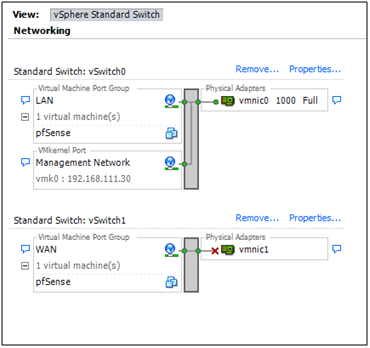 View: vSphere Standard Switch
Networking
Standard Switch: vSwitch0 Remove... Properties...
Virtual Machine Port Group Physical Adapters
LAN vmnic0 1000 Full
1 virtual machine(s)
pfSense
VMkernel Port
Management Network
vmk0 : 192.168.111.30
Standard Switch: vSwitch1 Remove... Properties...
Virtual Machine Port Group Physical Adapters
WAN vmnic1
1 virtual machine(s)
pfSense